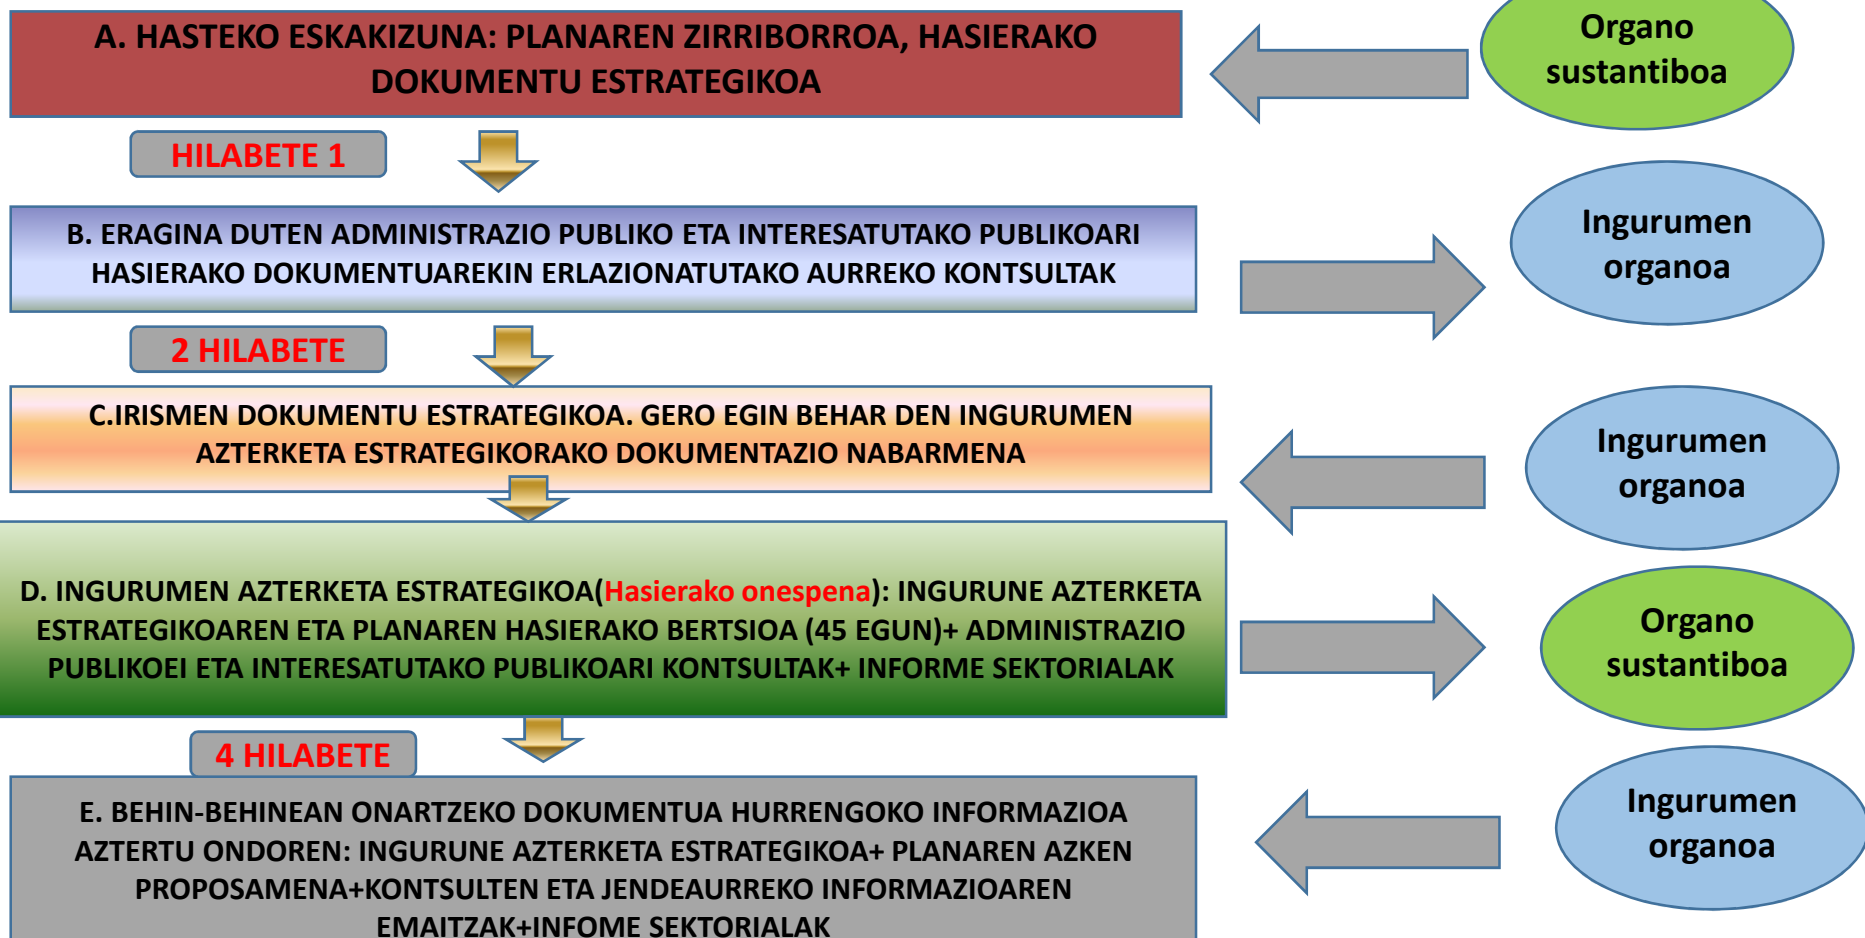 A. HASTEKO ESKAKIZUNA: PLANAREN ZIRRIBORROA, HASIERAKO
DOKUMENTU ESTRATEGIKOA
Organo
sustantiboa
HILABETE 1
B. ERAGINA DUTEN ADMINISTRAZIO PUBLIKO ETA INTERESATUTAKO PUBLIKOARI
HASIERAKO DOKUMENTUAREKIN ERLAZIONATUTAKO AURREKO KONTSULTAK
Ingurumen
organoa
2 HILABETE
C.IRISMEN DOKUMENTU ESTRATEGIKOA. GERO EGIN BEHAR DEN INGURUMEN
AZTERKETA ESTRATEGIKORAKO DOKUMENTAZIO NABARMENA
Ingurumen
organoa
D. INGURUMEN AZTERKETA ESTRATEGIKOA(Hasierako onespena): INGURUNE AZTERKETA
ESTRATEGIKOAREN ETA PLANAREN HASIERAKO BERTSIOA (45 EGUN)+ ADMINISTRAZIO
PUBLIKOEI ETA INTERESATUTAKO PUBLIKOARI KONTSULTAK+ INFORME SEKTORIALAK
Organo
sustantiboa
4 HILABETE
E. BEHIN-BEHINEAN ONARTZEKO DOKUMENTUA HURRENGOKO INFORMAZIOA
AZTERTU ONDOREN: INGURUNE AZTERKETA ESTRATEGIKOA+ PLANAREN AZKEN
PROPOSAMENA+KONTSULTEN ETA JENDEAURREKO INFORMAZIOAREN
EMAITZAK+INFOME SEKTORIALAK
Ingurumen
organoa